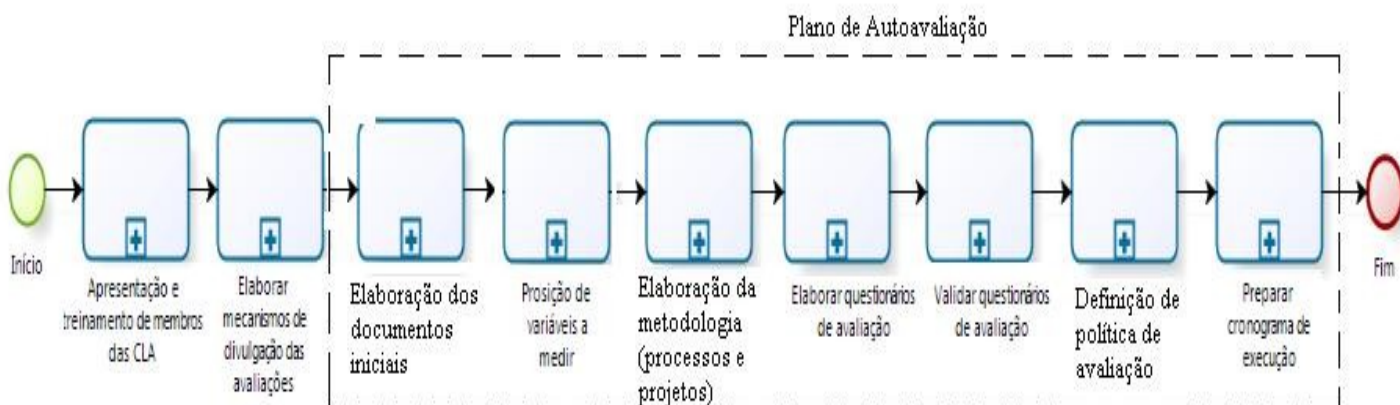 Plano de Autoavaliação
Início
Apresentação e
treinamento de membros
das CLA
Elaborar
mecanismos de
divulgação das
avaliações
Elaboração dos
documentos
iniciais
Prosição de
variáveis a
medir
Elaboração da
metodologia
(processos e
projetos)
Elaborar questionários
de avaliação
Validar questionários
de avaliação
Definição de
política de
avaliação
Preparar
cronograma de
execução
Fim